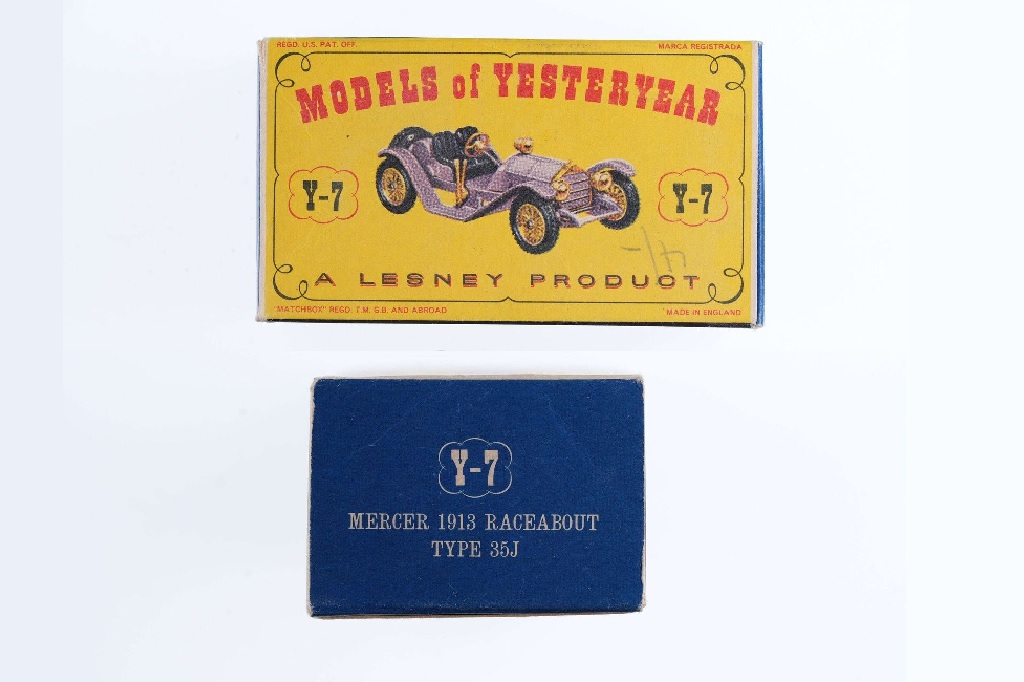 REGD. U.S. PAT. OFF. MARCA REGISTRADA
MODELS of YESTERYEAR
Y-7 Y-7
4/-
A LESNEY PRODUCT
"MATCHBOX" REGD. T.M. G.B. AND ABROAD MADE IN ENGLAND
Y-7
MERCER 1913 RACEABOUT
TYPE 35J